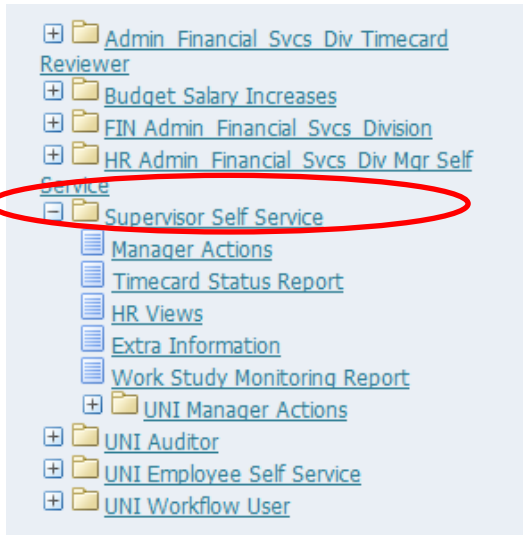 Admin Financial Svcs Div Timecard
Reviewer
Budget Salary Increases
FIN Admin Financial Svcs Division
HR Admin Financial Svcs Div Mgr Self
Service
Supervisor Self Service
Manager Actions
Timecard Status Report
HR Views
Extra Information
Work Study Monitoring Report
UNI Manager Actions
UNI Auditor
UNI Employee Self Service
UNI Workflow User